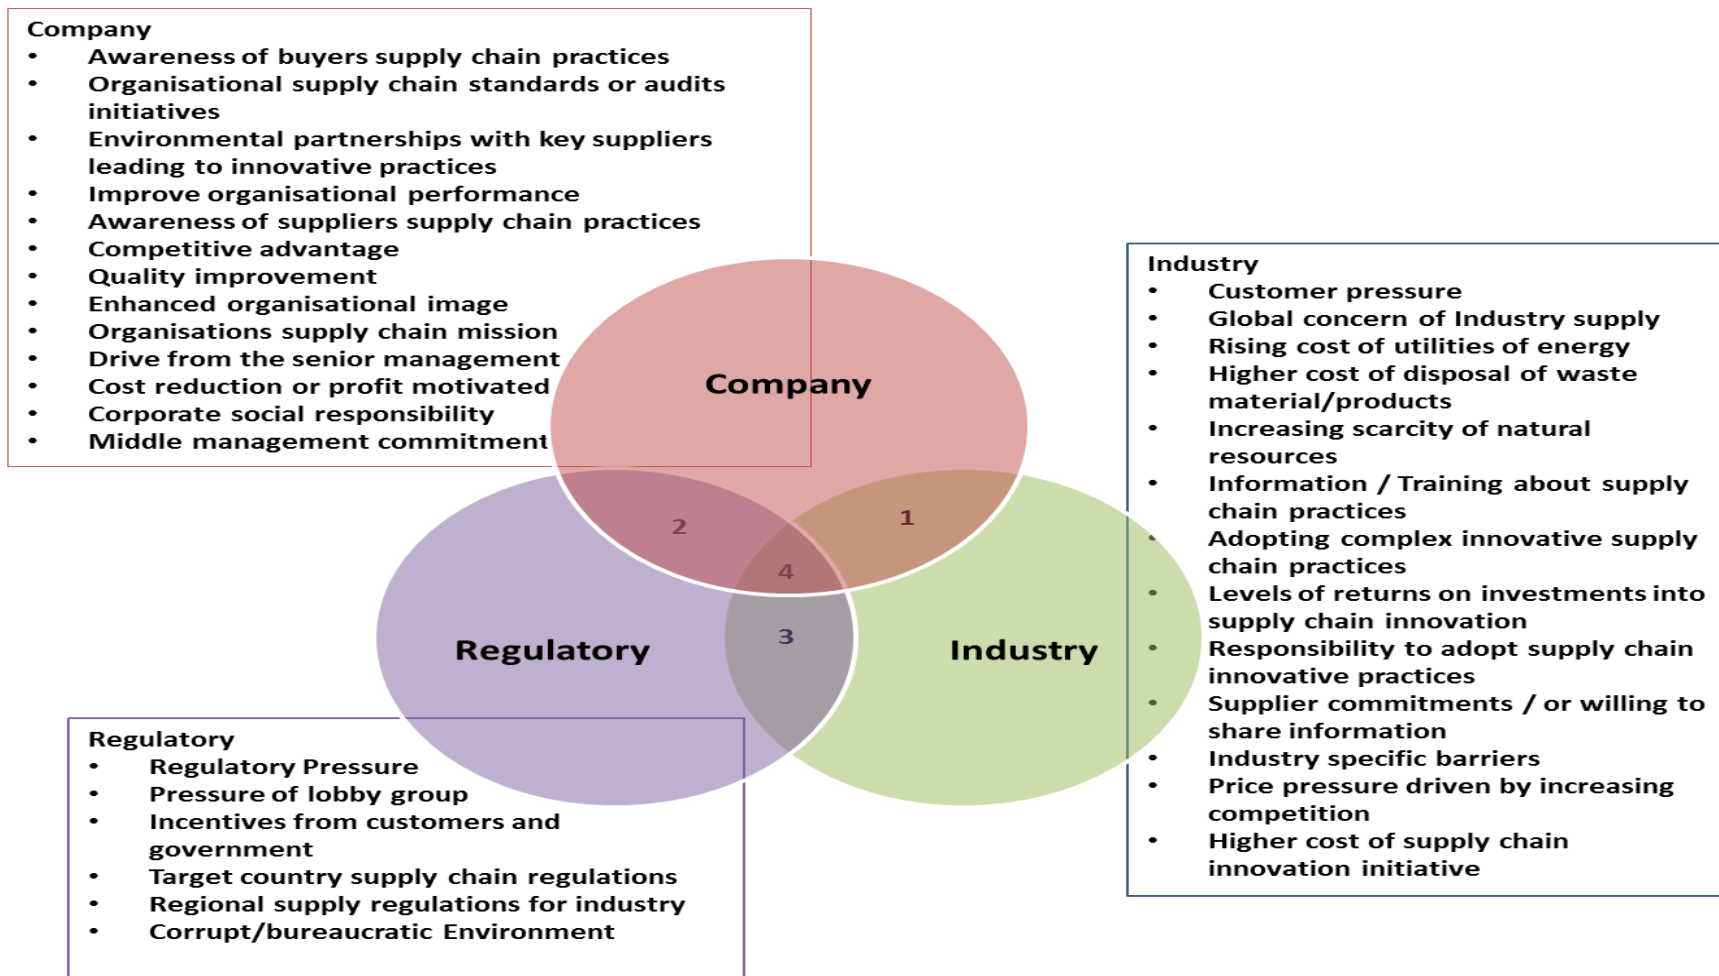 Company
• Awareness of buyers supply chain practices
• Organisational supply chain standards or audits
initiatives
• Environmental partnerships with key suppliers
leading to innovative practices
• Improve organisational performance
• Awareness of suppliers supply chain practices
• Competitive advantage
• Quality improvement
• Enhanced organisational image
• Organisations supply chain mission
• Drive from the senior management
• Cost reduction or profit motivated
• Corporate social responsibility
• Middle management commitment
Company
2
1
4
3
Regulatory
Industry
Industry
• Customer pressure
• Global concern of Industry supply
• Rising cost of utilities of energy
• Higher cost of disposal of waste
material/products
• Increasing scarcity of natural
resources
• Information / Training about supply
chain practices
• Adopting complex innovative supply
chain practices
• Levels of returns on investments into
supply chain innovation
• Responsibility to adopt supply chain
innovative practices
• Supplier commitments / or willing to
share information
• Industry specific barriers
• Price pressure driven by increasing
competition
• Higher cost of supply chain
innovation initiative
Regulatory
• Regulatory Pressure
• Pressure of lobby group
• Incentives from customers and
government
• Target country supply chain regulations
• Regional supply regulations for industry
• Corrupt/bureaucratic Environment